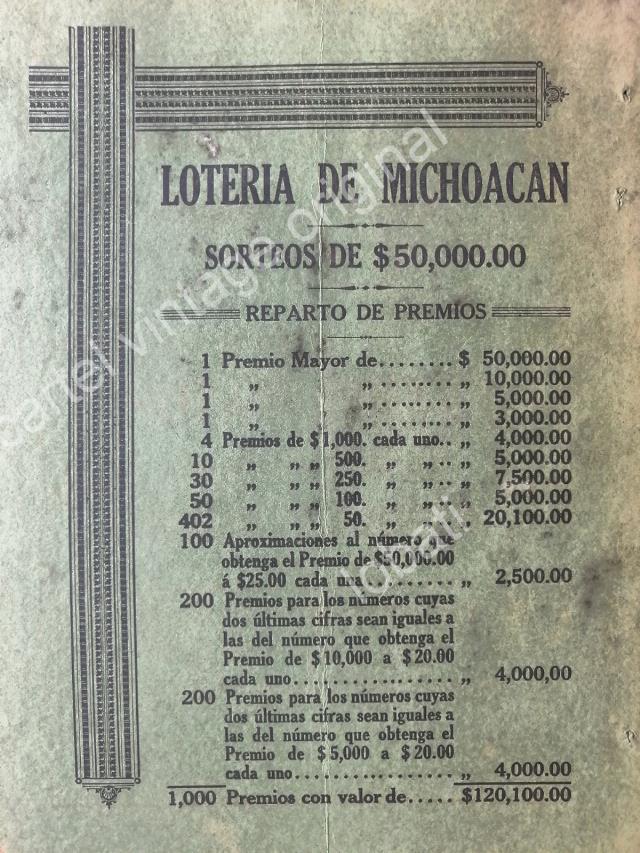 LOTERIA DE MICHOACAN
SORTEOS DE $50,000.00
REPARTO DE PREMIOS
1 Premio Mayor de........ $ 50,000.00
1 „ „ ........ „ 10,000.00
1 „ „ ........ „ 5,000.00
1 „ „ ........ „ 3,000.00
4 Premios de $1,000. cada uno.. „ 4,000.00
10 „ „ „ 500. „ „.. „ 5,000.00
30 „ „ „ 250. „ „.. „ 7,500.00
50 „ „ „ 100. „ „.. „ 5,000.00
402 „ „ „ 50. „ „.. „ 20,100.00
100 Aproximaciones al número que
obtenga el Premio de $50,000.00
á $25.00 cada una......... „ 2,500.00
200 Premios para los números cuyas
dos últimas cifras sean iguales a
las del número que obtenga el
Premio de $10,000 a $20.00
cada uno................. „ 4,000,00
200 Premios para los números cuyas
dos últimas cifras sean iguales a
las del número que obtenga el
Premio de $5,000 a $20.00
cada uno................. „ 4,000.00
1,000 Premios con valor de..... $120,100.00
cartel vintage original